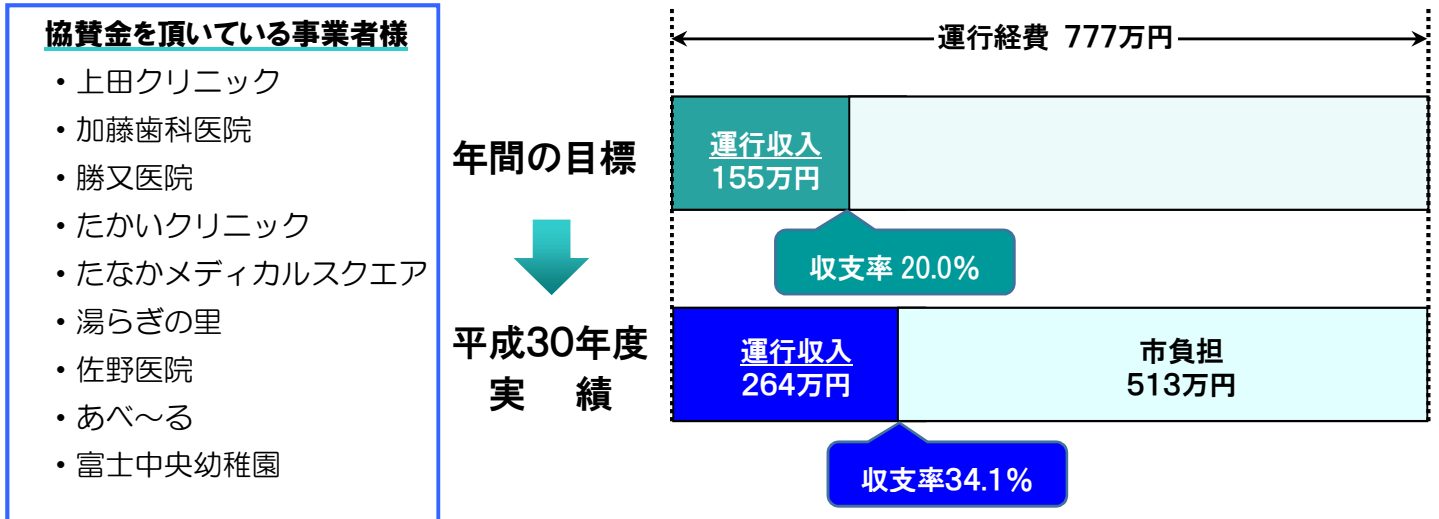 協賛金を頂いている事業者様
・上田クリニック
・加藤歯科医院
・勝又医院
・たかいクリニック
・たなかメディカルスクエア
・湯らぎの里
・佐野医院
・あべ～る
・富士中央幼稚園
運行経費 777万円
年間の目標
運行収入
155万円
収支率 20.0%
平成30年度
実 績
運行収入
264万円
市負担
513万円
収支率34.1%